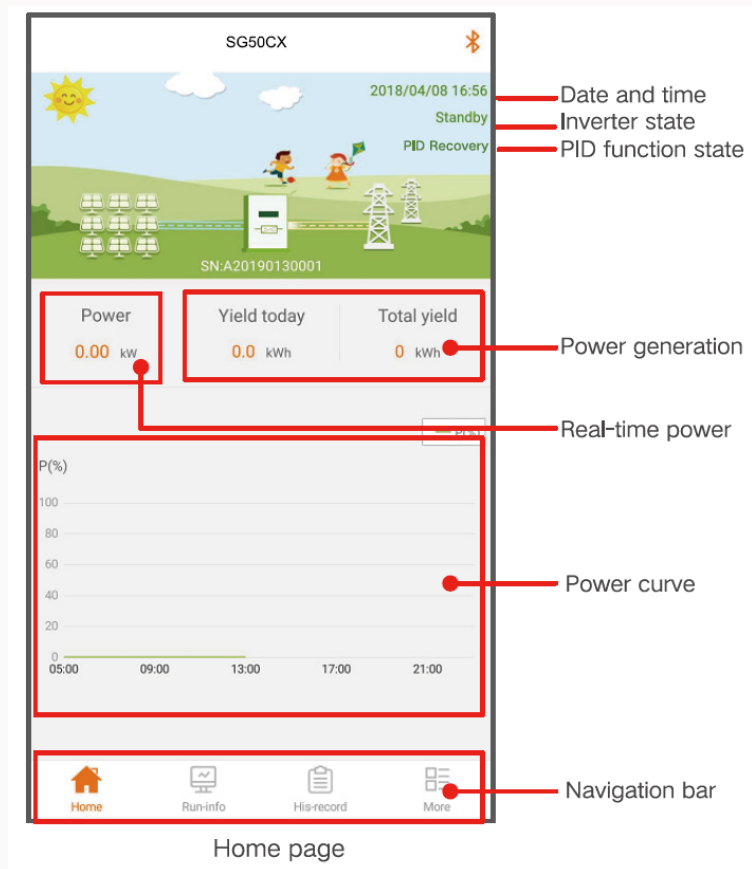 SG50CX
2018/04/08 16:56
Date and time
Standby
Inverter state
PID Recovery
PID function state
SN:A20190130001
Power
Yield today
Total yield
0.00 kW
0.0 kWh
0 kWh
Power generation
Real-time power
P(%)
P(%)
100
80
60
40
20
0
05:00 09:00 13:00 17:00 21:00
Power curve
Home
Run-info
His-record
More
Navigation bar
Home page